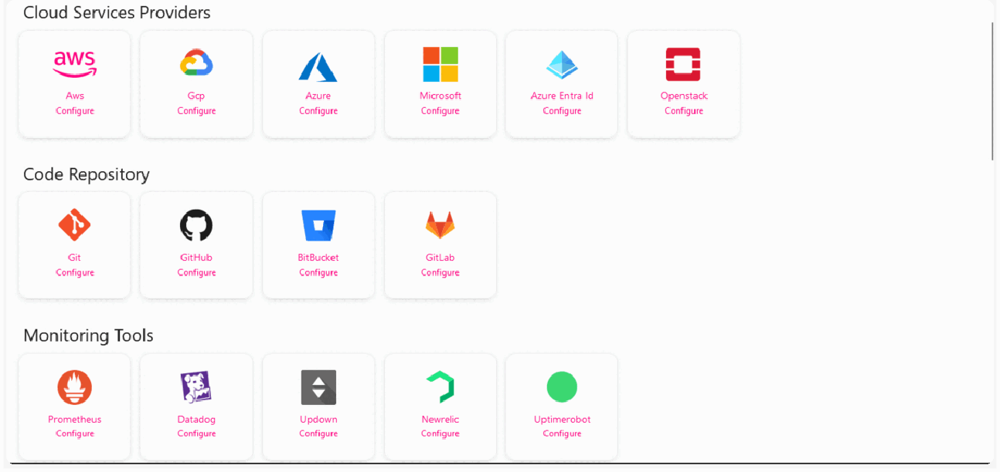 Cloud Services Providers
aws
Aws Gcp Azure Microsoft Azure Entra Id Openstack
Configure Configure Configure Configure Configure Configure
Code Repository
Git GitHub BitBucket GitLab
Configure Configure Configure Configure
Monitoring Tools
Prometheus Datadog Updown Newrelic Uptimerobot
Configure Configure Configure Configure Configure